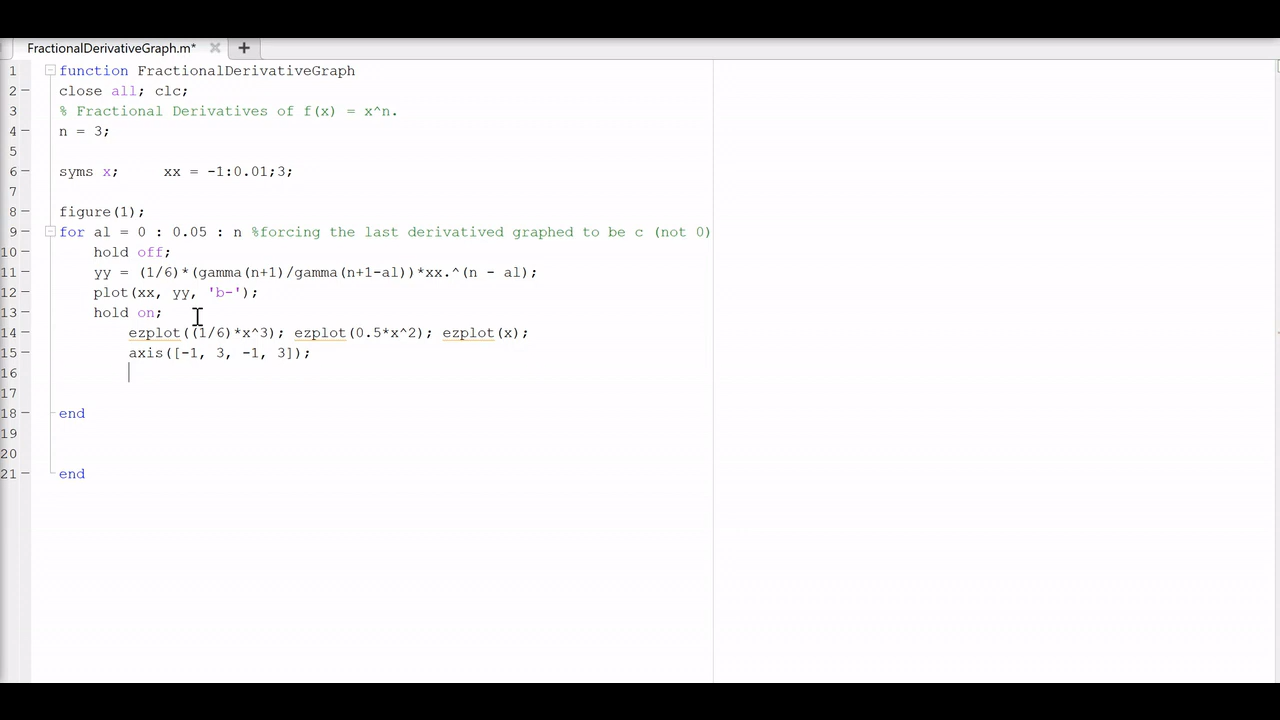 FractionalDerivativeGraph.m*
1 function FractionalDerivativeGraph
2 close all; clc;
3 % Fractional Derivatives of f(x) = x^n.
4 n = 3;
5
6 syms x; xx = -1:0.01;3;
7
8 figure(1);
9 for al = 0 : 0.05 : n %forcing the last derivatived graphed to be c (not 0)
10 hold off;
11 yy = (1/6)*(gamma(n+1)/gamma(n+1-al))*xx.^(n - al);
12 plot(xx, yy, 'b-');
13 hold on;
14 ezplot((1/6)*x^3); ezplot(0.5*x^2); ezplot(x);
15 axis([-1, 3, -1, 3]);
16
17
18 end
19
20
21 end